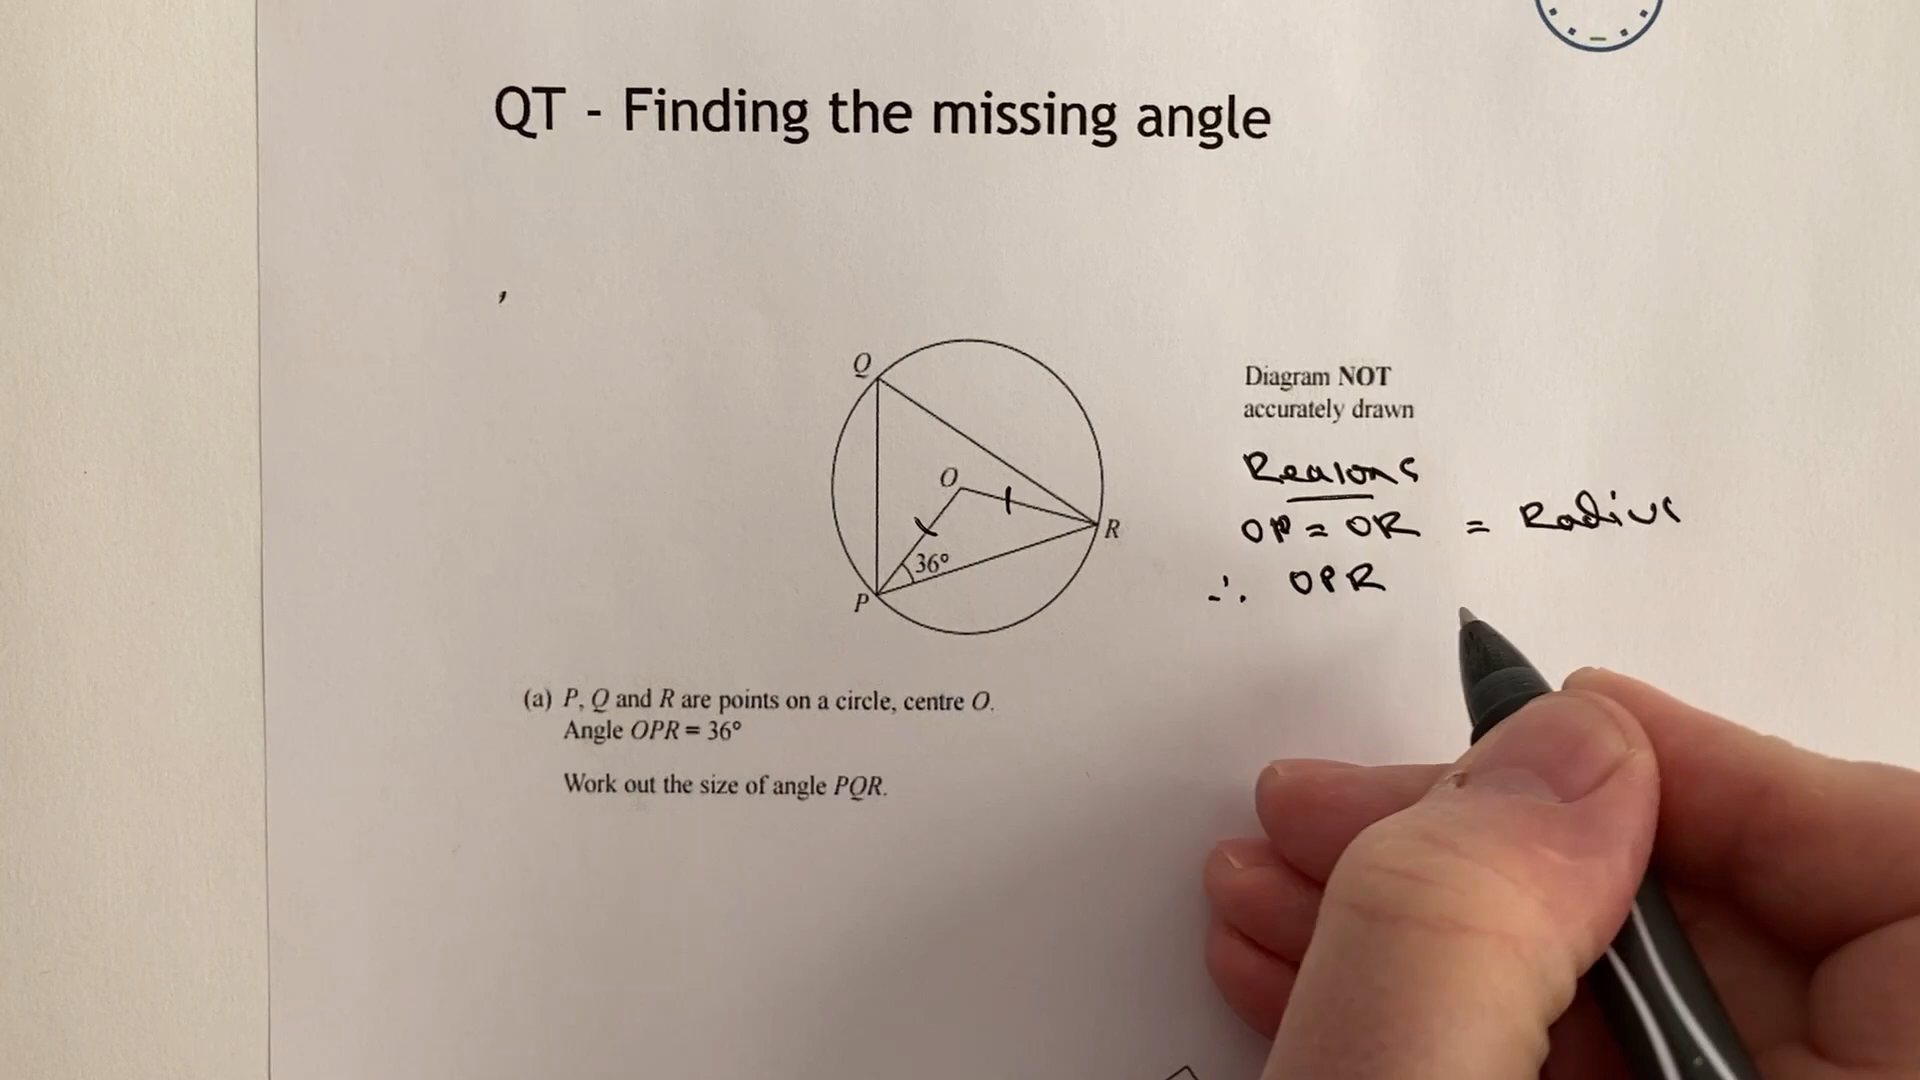 QT - Finding the missing angle
Q
O
R
36°
P
Diagram NOT
accurately drawn
Reasons
OP = OR = Radius
∴ OPR
(a) P, Q and R are points on a circle, centre O.
Angle OPR = 36°
Work out the size of angle PQR.